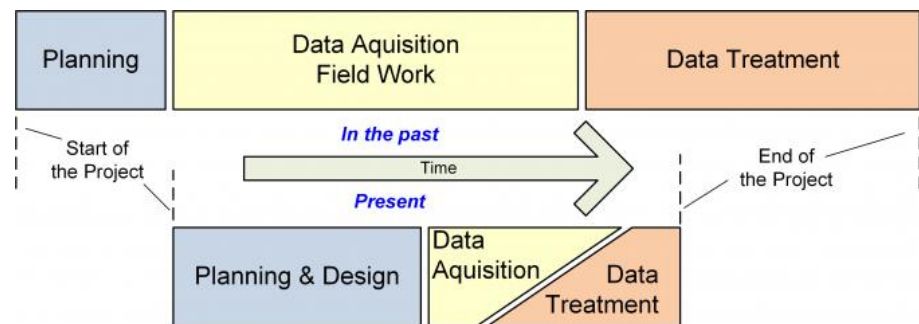 Planning
Data Aquisition
Field Work
Data Treatment
In the past
Start of
the Project
Time
End of
the Project
Present
Planning & Design
Data
Aquisition
Data
Treatment